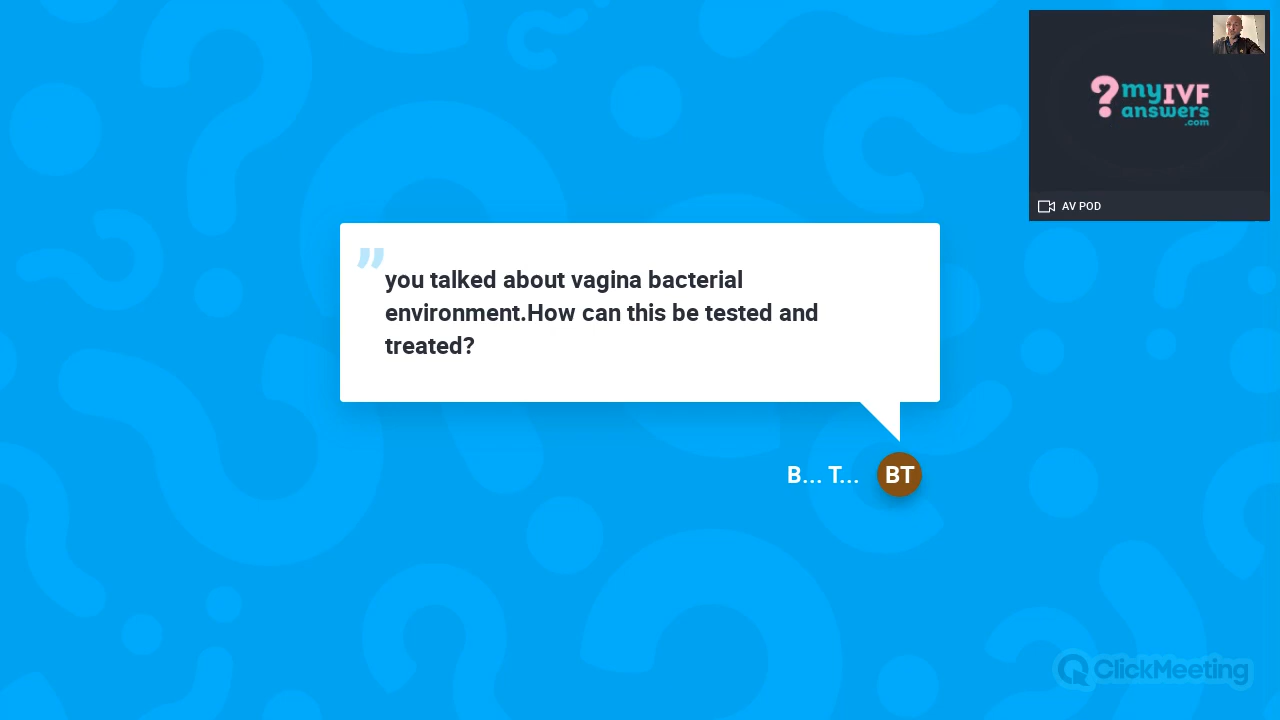 ?myIVF
answers
.com
AV POD
”
you talked about vagina bacterial
environment.How can this be tested and
treated?
B... T... BT
ClickMeeting